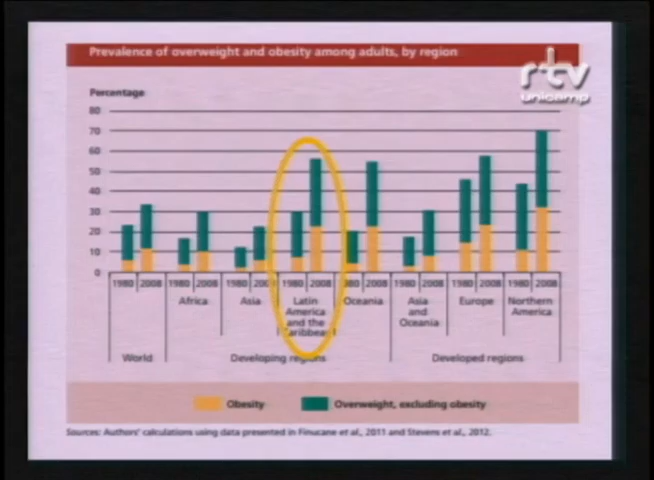 Prevalence of overweight and obesity among adults, by region
rtv
unicamp
Percentage
80
70
60
50
40
30
20
10
0
1980 2008 1980 2008 1980 2008 1980 2008 1980 2008 1980 2008 1980 2008 1980 2008
Africa Asia Latin America and the Caribbean Oceania Asia and Oceania Europe Northern America
World Developing regions Developed regions
Obesity Overweight, excluding obesity
Sources: Authors' calculations using data presented in Finucane et al., 2011 and Stevens et al., 2012.